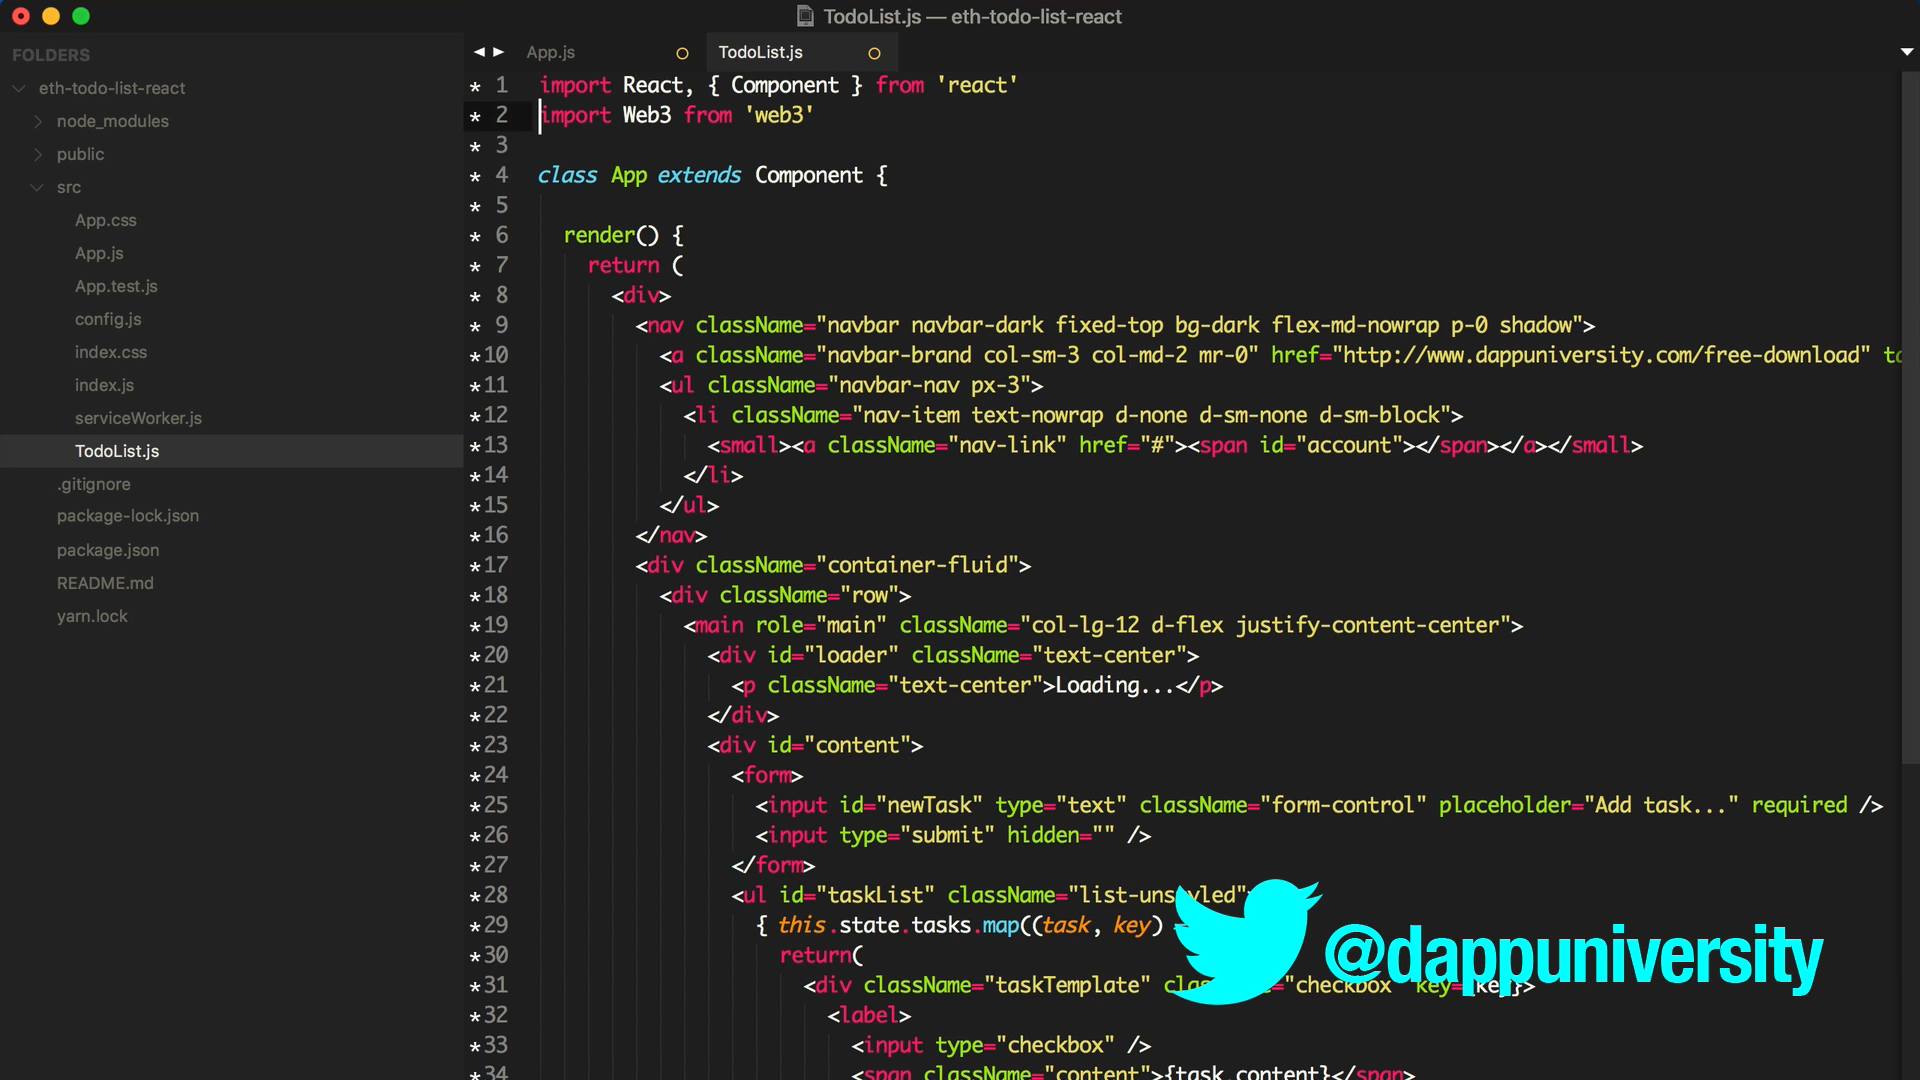 TodoList.js — eth-todo-list-react
FOLDERS
eth-todo-list-react
node_modules
public
src
App.css
App.js
App.test.js
config.js
index.css
index.js
serviceWorker.js
TodoList.js
.gitignore
package-lock.json
package.json
README.md
yarn.lock
App.js
TodoList.js
* 1 import React, { Component } from 'react'
* 2 import Web3 from 'web3'
* 3
* 4 class App extends Component {
* 5
* 6 render() {
* 7 return (
* 8 <div>
* 9 <nav className="navbar navbar-dark fixed-top bg-dark flex-md-nowrap p-0 shadow">
*10 <a className="navbar-brand col-sm-3 col-md-2 mr-0" href="http://www.dappuniversity.com/free-download"
*11 <ul className="navbar-nav px-3">
*12 <li className="nav-item text-nowrap d-none d-sm-none d-sm-block">
*13 <small><a className="nav-link" href="#"><span id="account"></span></a></small>
*14 </li>
*15 </ul>
*16 </nav>
*17 <div className="container-fluid">
*18 <div className="row">
*19 <main role="main" className="col-lg-12 d-flex justify-content-center">
*20 <div id="loader" className="text-center">
*21 <p className="text-center">Loading...</p>
*22 </div>
*23 <div id="content">
*24 <form>
*25 <input id="newTask" type="text" className="form-control" placeholder="Add task..." required />
*26 <input type="submit" hidden="" />
*27 </form>
*28 <ul id="taskList" className=
*29 { this.state.tasks.map((task, key)
*30 return(
*31 <div className="taskTemplate" "checkbox key={key}>
*32 <label>
*33 <input type="checkbox" />
*34 <span className="content">{task.content}</span>
@dappuniversity